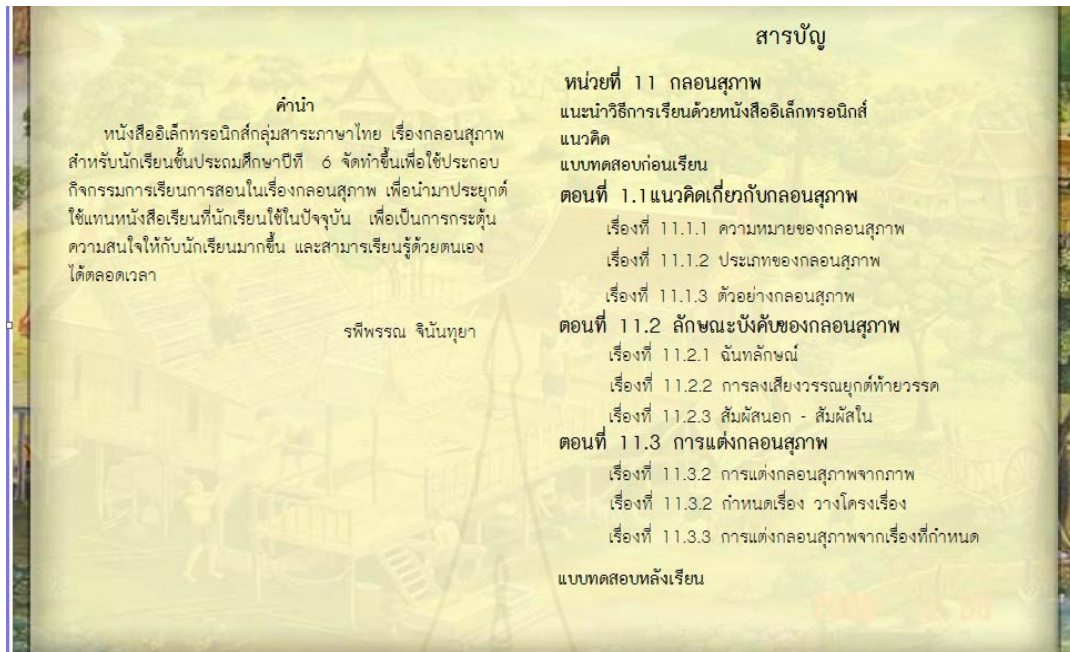 คำนำ
หนังสืออิเล็กทรอนิกส์กลุ่มสาระภาษาไทย เรื่องกลอนสุภาพ
สำหรับนักเรียนชั้นประถมศึกษาปีที่ 6 จัดทำขึ้นเพื่อใช้ประกอบ
กิจกรรมการเรียนการสอนในเรื่องกลอนสุภาพ เพื่อนำมาประยุกต์
ใช้แทนหนังสือเรียนที่นักเรียนใช้ในปัจจุบัน เพื่อเป็นการกระตุ้น
ความสนใจให้กับนักเรียนมากขึ้น และสามารเรียนรู้ด้วยตนเอง
ได้ตลอดเวลา
รพีพรรณ จินันทุยา
สารบัญ
หน่วยที่ 11 กลอนสุภาพ
แนะนำวิธีการเรียนด้วยหนังสืออิเล็กทรอนิกส์
แนวคิด
แบบทดสอบก่อนเรียน
ตอนที่ 1.1แนวคิดเกี่ยวกับกลอนสุภาพ
เรื่องที่ 11.1.1 ความหมายของกลอนสุภาพ
เรื่องที่ 11.1.2 ประเภทของกลอนสุภาพ
เรื่องที่ 11.1.3 ตัวอย่างกลอนสุภาพ
ตอนที่ 11.2 ลักษณะบังคับของกลอนสุภาพ
เรื่องที่ 11.2.1 ฉันทลักษณ์
เรื่องที่ 11.2.2 การลงเสียงวรรณยุกต์ท้ายวรรค
เรื่องที่ 11.2.3 สัมผัสนอก - สัมผัสใน
ตอนที่ 11.3 การแต่งกลอนสุภาพ
เรื่องที่ 11.3.2 การแต่งกลอนสุภาพจากภาพ
เรื่องที่ 11.3.2 กำหนดเรื่อง วางโครงเรื่อง
เรื่องที่ 11.3.3 การแต่งกลอนสุภาพจากเรื่องที่กำหนด
แบบทดสอบหลังเรียน